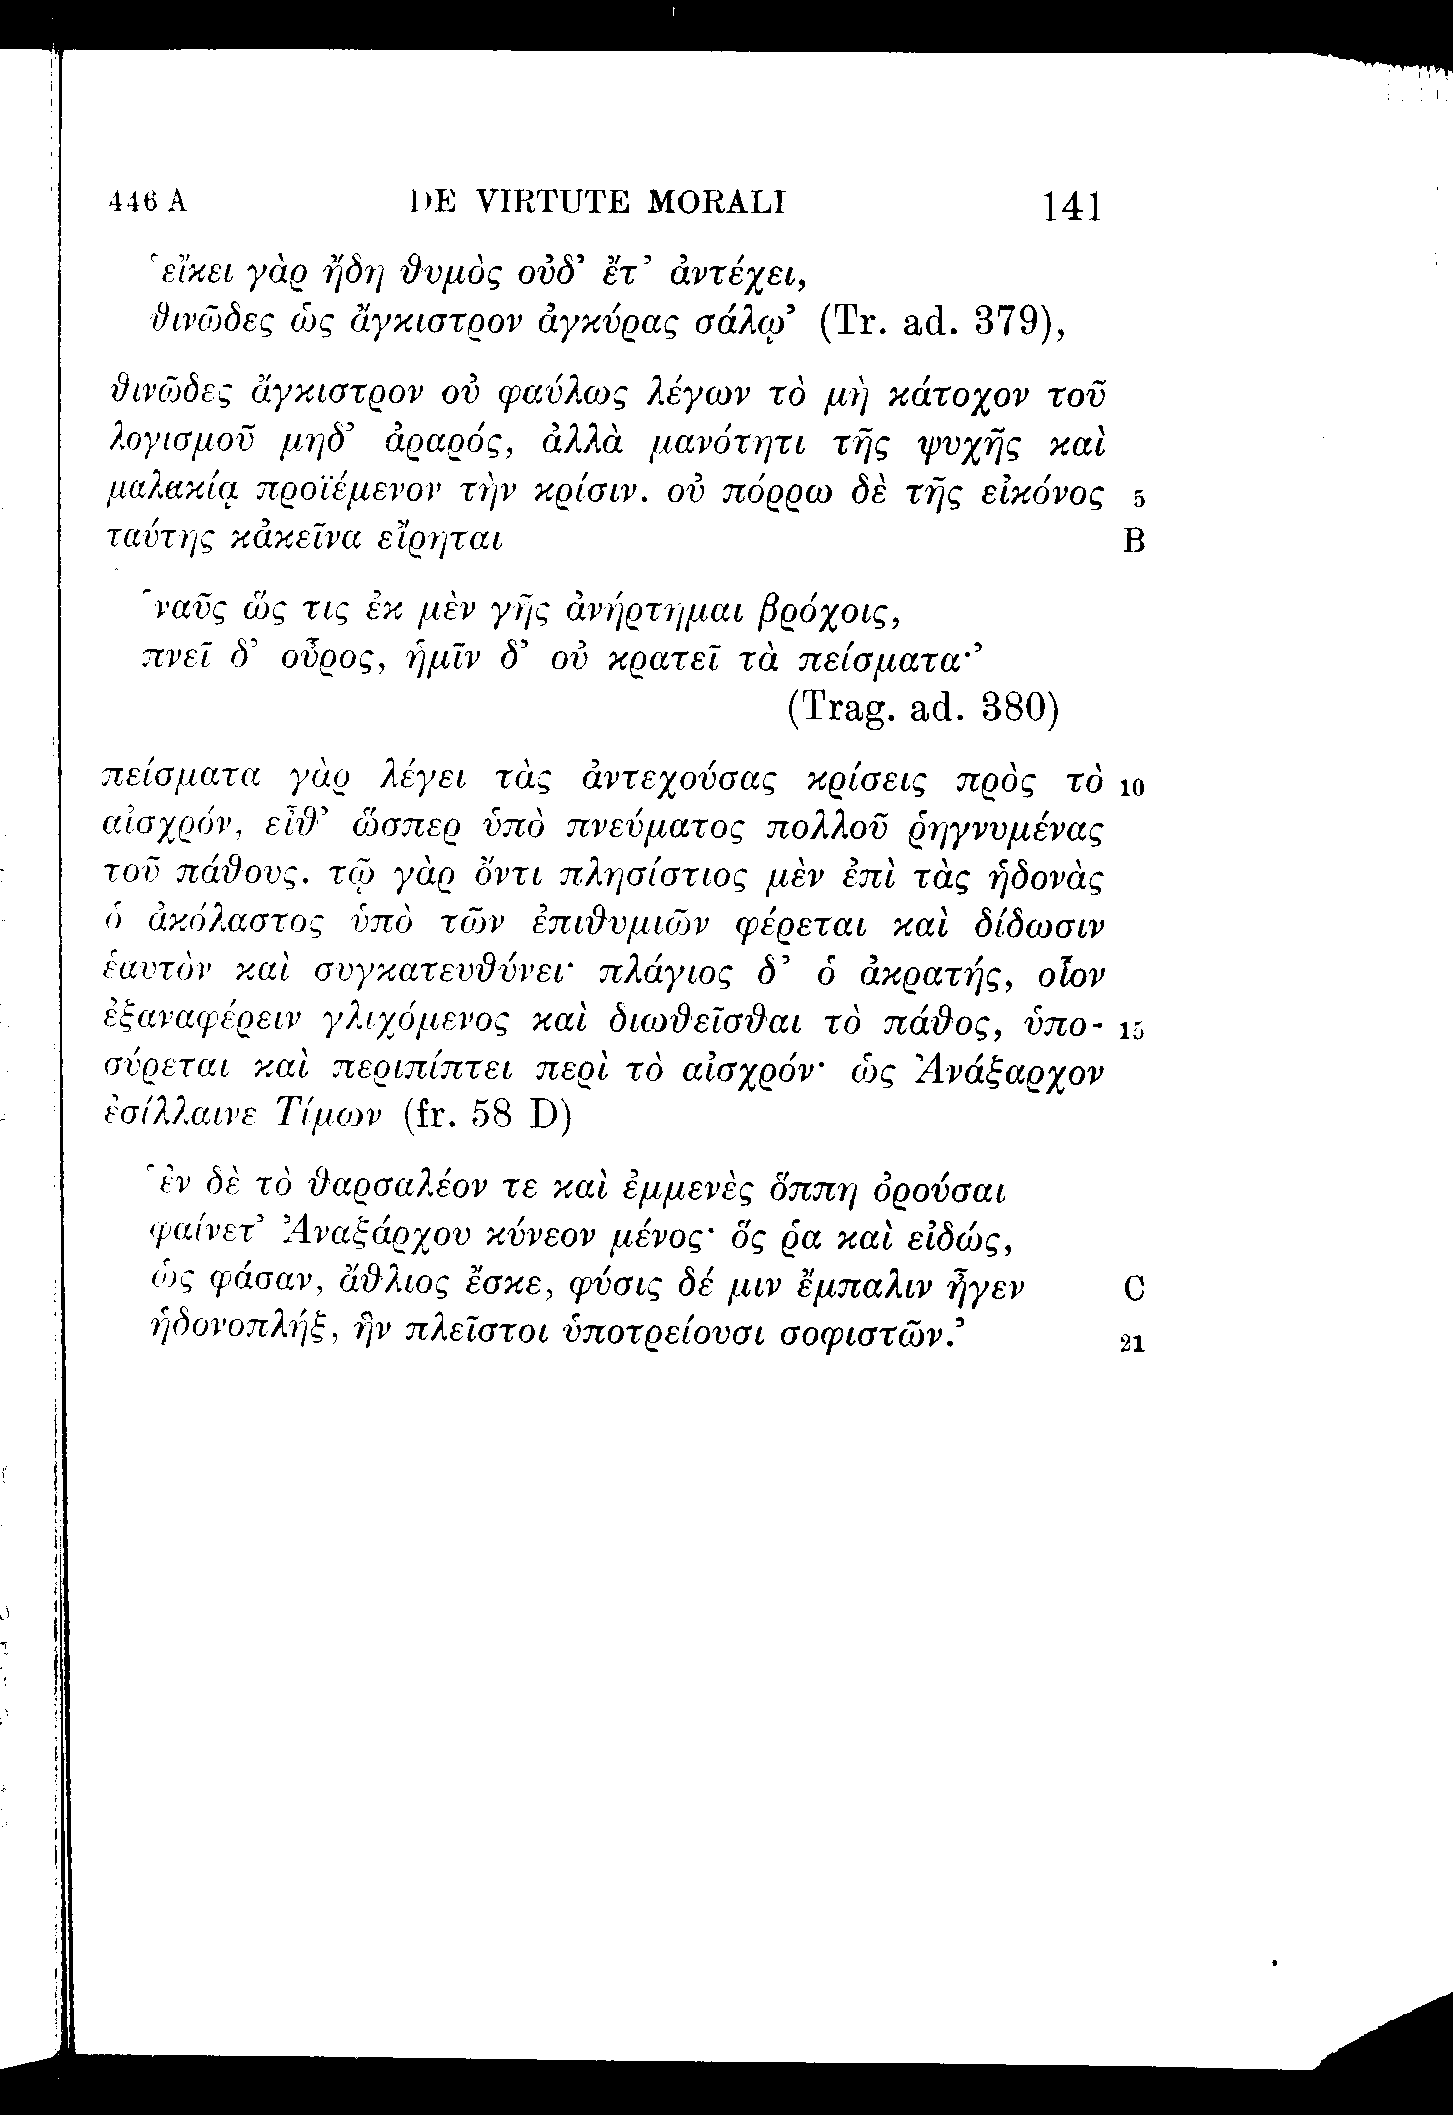 446 A DE VIRTUTE MORALI 141
‘εἴκει γὰρ ἤδη θυμὸς οὐδ’ ἔτ’ ἀντέχει,
θινῶδες ὡς ἄγκιστρον ἀγκύρας σάλῳ’ (Tr. ad. 379),
θινῶδες ἄγκιστρον οὐ φαύλως λέγων τὸ μὴ κάτοχον τοῦ
λογισμοῦ μηδ’ ἀραρός, ἀλλὰ μανότητι τῆς ψυχῆς καὶ
μαλακίᾳ προϊέμενον τὴν κρίσιν. οὐ πόρρω δὲ τῆς εἰκόνος 5
ταύτης κἀκεῖνα εἴρηται B
‘ναῦς ὥς τις ἐκ μὲν γῆς ἀνήρτημαι βρόχοις,
πνεῖ δ’ οὖρος, ἡμῖν δ’ οὐ κρατεῖ τὰ πείσματα·’
(Trag. ad. 380)
πείσματα γὰρ λέγει τὰς ἀντεχούσας κρίσεις πρὸς τὸ 10
αἰσχρόν, εἶθ’ ὥσπερ ὑπὸ πνεύματος πολλοῦ ῥηγνυμένας
τοῦ πάθους. τῷ γὰρ ὄντι πλησίστιος μὲν ἐπὶ τὰς ἡδονὰς
ὁ ἀκόλαστος ὑπὸ τῶν ἐπιθυμιῶν φέρεται καὶ δίδωσιν
ἑαυτὸν καὶ συγκατευθύνει· πλάγιος δ’ ὁ ἀκρατής, οἷον
ἐξαναφέρειν γλιχόμενος καὶ διωθεῖσθαι τὸ πάθος, ὑπο- 15
σύρεται καὶ περιπίπτει περὶ τὸ αἰσχρόν· ὡς Ἀνάξαρχον
ἐσίλλαινε Τίμων (fr. 58 D)
‘ἐν δὲ τὸ θαρσαλέον τε καὶ ἐμμενὲς ὅππη ὀρούσαι
φαίνετ’ Ἀναξάρχου κύνεον μένος· ὅς ῥα καὶ εἰδώς,
ὡς φάσαν, ἄθλιος ἔσκε, φύσις δέ μιν ἔμπαλιν ἦγεν C
ἡδονοπλήξ, ἣν πλεῖστοι ὑποτρείουσι σοφιστῶν.’ 21